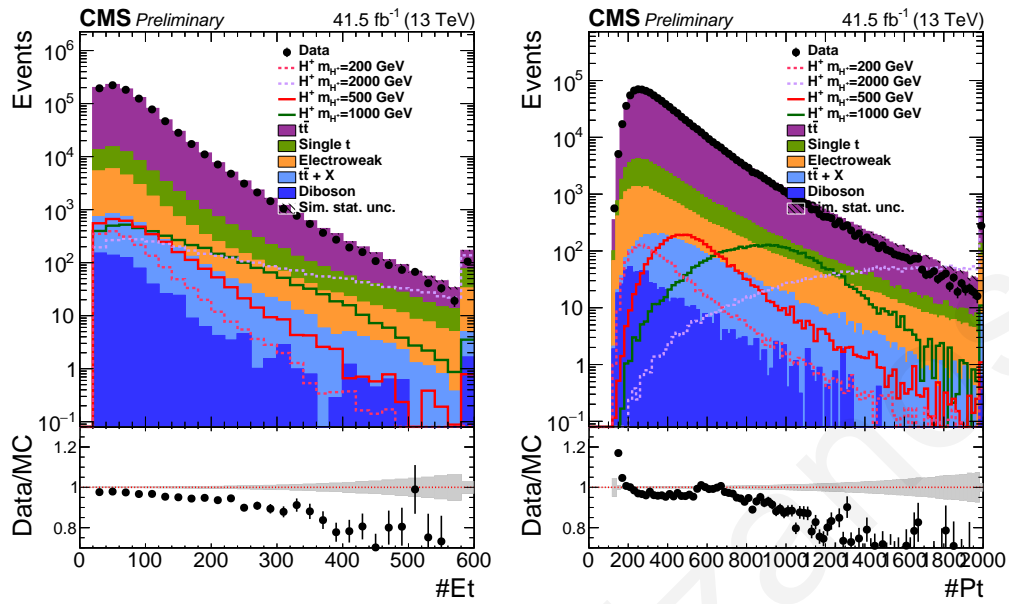 CMS Preliminary 41.5 fb⁻¹ (13 TeV)
Events
10⁶
10⁵
10⁴
10³
10²
10
1
10⁻¹
Data
H⁺ m_H⁺=200 GeV
H⁺ m_H⁺=2000 GeV
H⁺ m_H⁺=500 GeV
H⁺ m_H⁺=1000 GeV
tt̄
Single t
Electroweak
tt̄ + X
Diboson
Sim. stat. unc.
Data/MC
1.2
1
0.8
0 100 200 300 400 500 600
#Et
CMS Preliminary 41.5 fb⁻¹ (13 TeV)
Events
10⁶
10⁵
10⁴
10³
10²
10
1
10⁻¹
Data
H⁺ m_H⁺=200 GeV
H⁺ m_H⁺=2000 GeV
H⁺ m_H⁺=500 GeV
H⁺ m_H⁺=1000 GeV
tt̄
Single t
Electroweak
tt̄ + X
Diboson
Sim. stat. unc.
Data/MC
1.2
1
0.8
0 200 400 600 800 1000 1200 1400 1600 1800 2000
#Pt